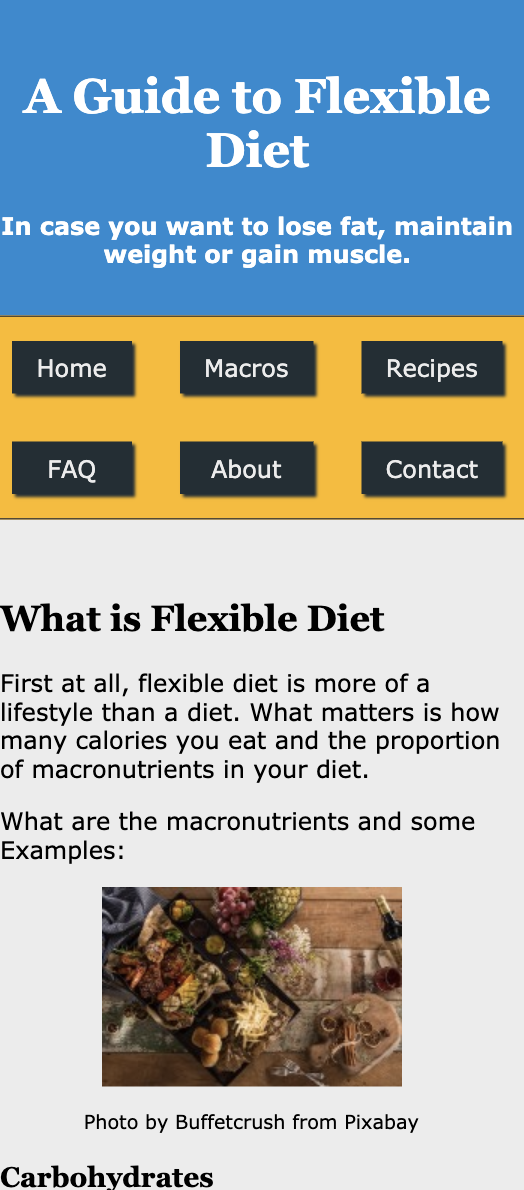 A Guide to Flexible
Diet
In case you want to lose fat, maintain
weight or gain muscle.
Home
Macros
Recipes
FAQ
About
Contact
What is Flexible Diet
First at all, flexible diet is more of a
lifestyle than a diet. What matters is how
many calories you eat and the proportion
of macronutrients in your diet.
What are the macronutrients and some
Examples:
Photo by Buffetcrush from Pixabay
Carbohydrates